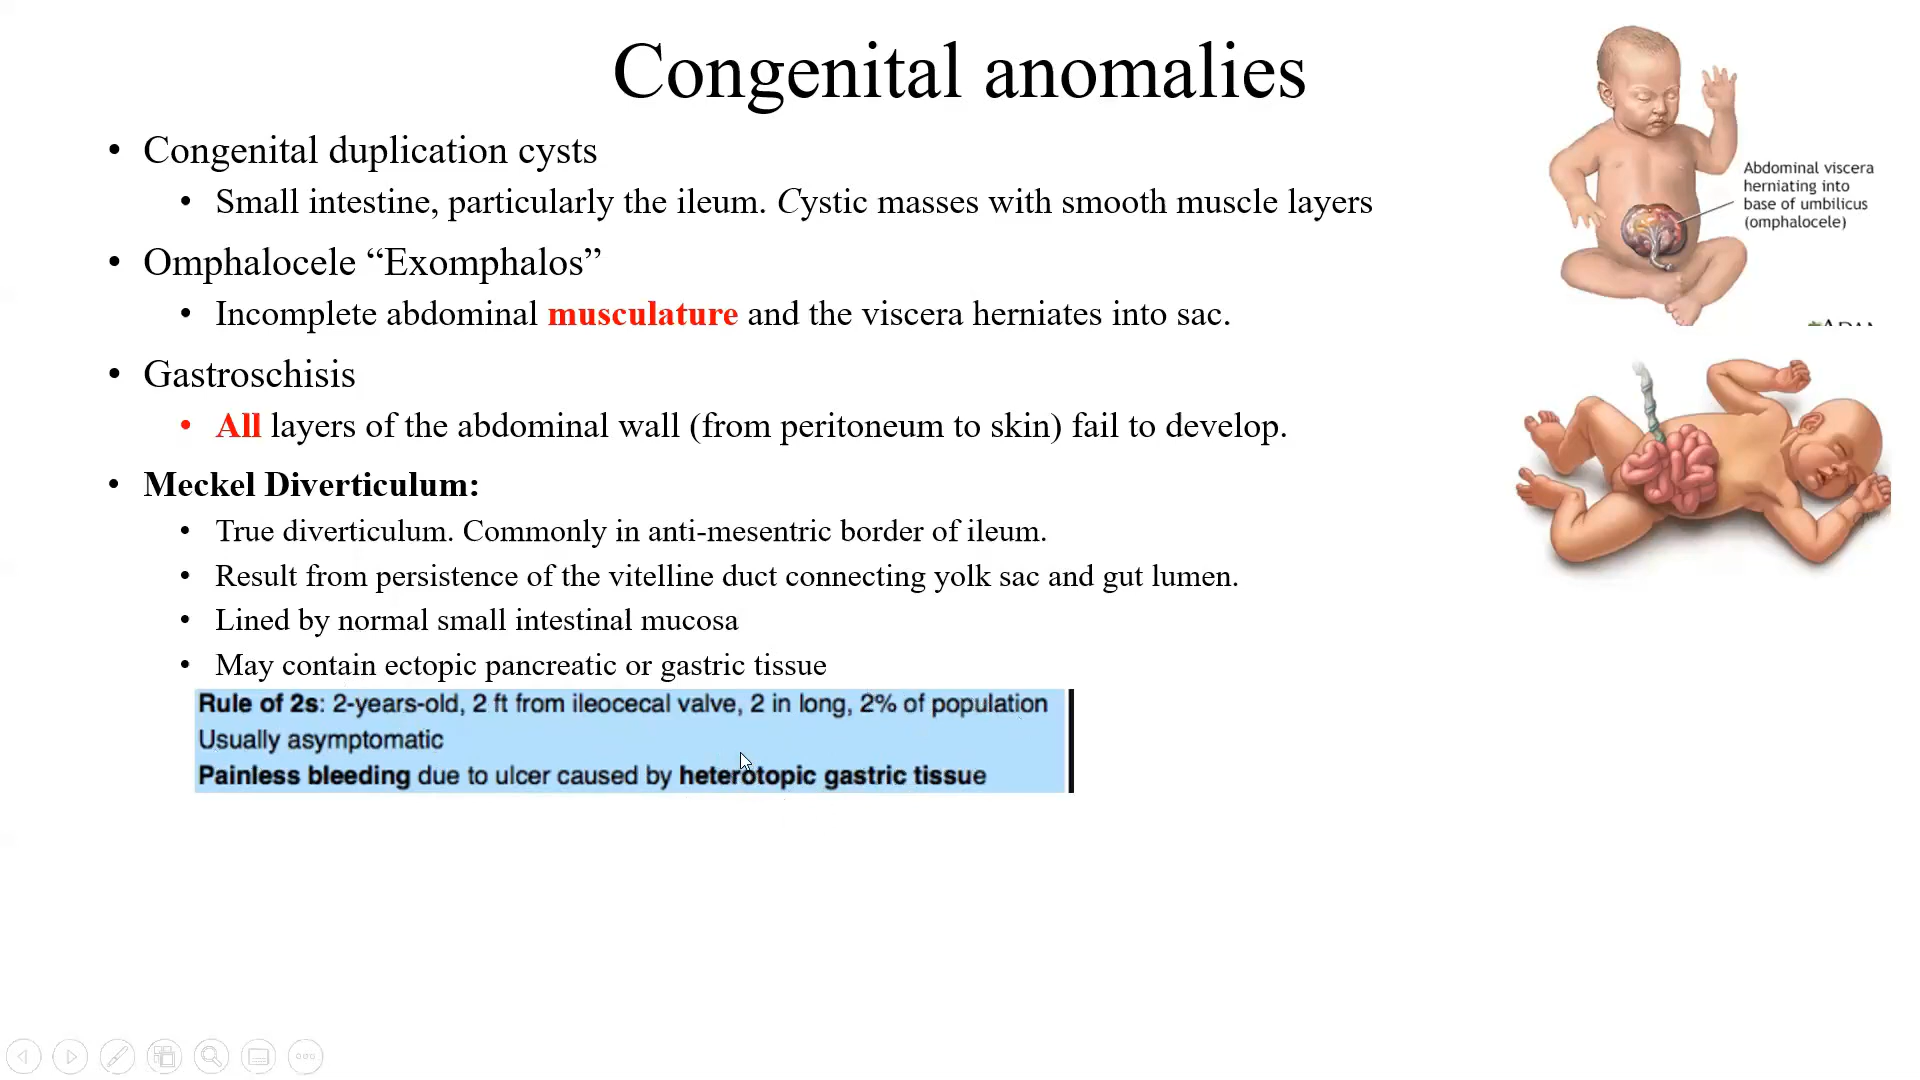 Congenital anomalies
• Congenital duplication cysts
• Small intestine, particularly the ileum. Cystic masses with smooth muscle layers
• Omphalocele “Exomphalos”
• Incomplete abdominal musculature and the viscera herniates into sac.
• Gastroschisis
• All layers of the abdominal wall (from peritoneum to skin) fail to develop.
• Meckel Diverticulum:
• True diverticulum. Commonly in anti-mesentric border of ileum.
• Result from persistence of the vitelline duct connecting yolk sac and gut lumen.
• Lined by normal small intestinal mucosa
• May contain ectopic pancreatic or gastric tissue
Rule of 2s: 2-years-old, 2 ft from ileocecal valve, 2 in long, 2% of population
Usually asymptomatic
Painless bleeding due to ulcer caused by heterotopic gastric tissue
Abdominal viscera
herniating into
base of umbilicus
(omphalocele)